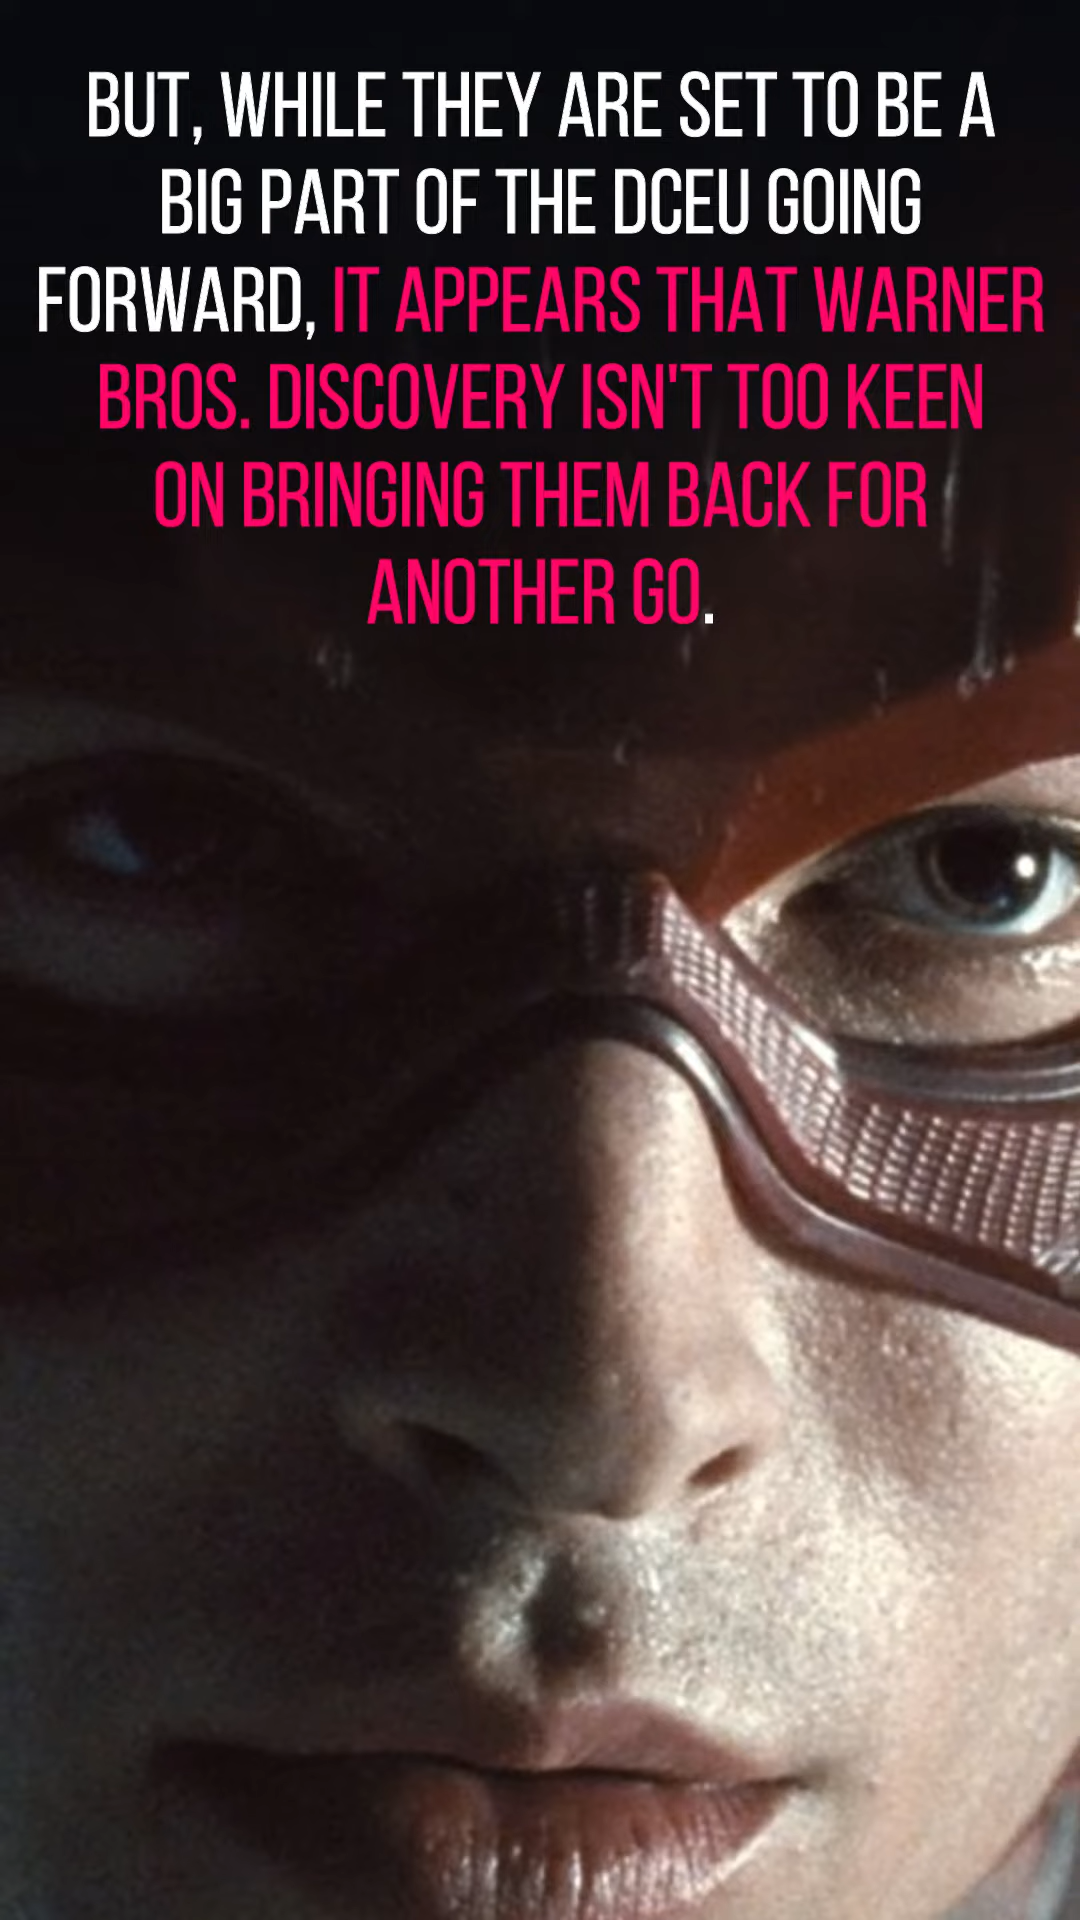 BUT, WHILE THEY ARE SET TO BE A
BIG PART OF THE DCEU GOING
FORWARD, IT APPEARS THAT WARNER
BROS. DISCOVERY ISN'T TOO KEEN
ON BRINGING THEM BACK FOR
ANOTHER GO.